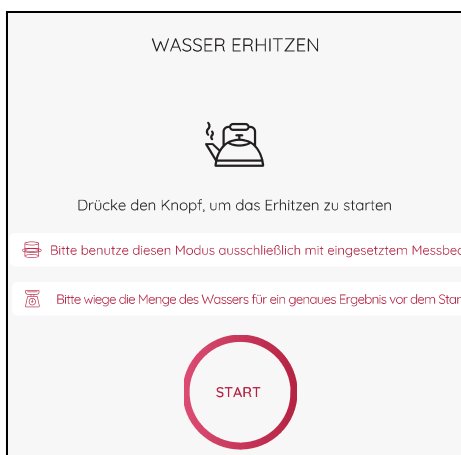 WASSER ERHITZEN
Drücke den Knopf, um das Erhitzen zu starten
Bitte benutze diesen Modus ausschließlich mit eingesetztem
Bitte wiege die Menge des Wassers für ein genaues Ergebnis vor dem
START